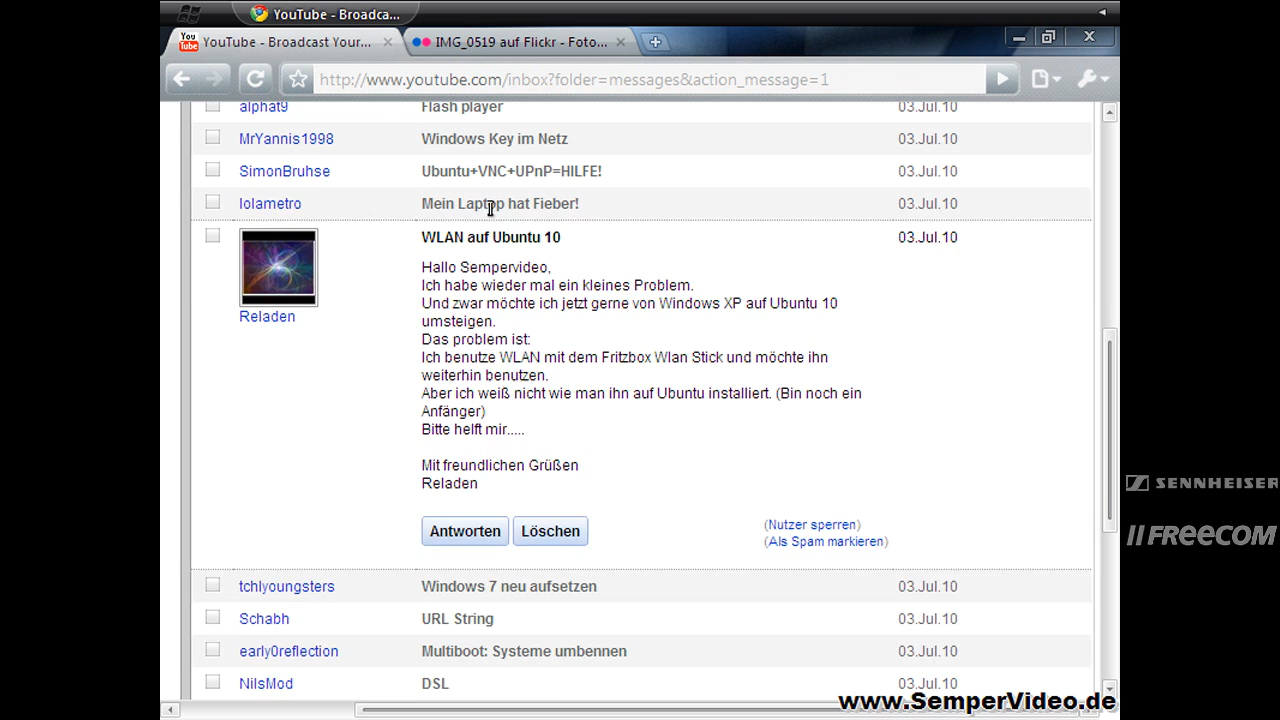 YouTube - Broadca...
YouTube - Broadcast Your...
IMG_0519 auf Flickr - Foto...
http://www.youtube.com/inbox?folder=messages&action_message=1
alphat9 Flash player 03.Jul.10
MrYannis1998 Windows Key im Netz 03.Jul.10
SimonBruhse Ubuntu+VNC+UPnP=HILFE! 03.Jul.10
lolametro Mein Laptop hat Fieber! 03.Jul.10
WLAN auf Ubuntu 10 03.Jul.10
Hallo Sempervideo,
Ich habe wieder mal ein kleines Problem.
Und zwar möchte ich jetzt gerne von Windows XP auf Ubuntu 10
umsteigen.
Reladen
Das problem ist:
Ich benutze WLAN mit dem Fritzbox Wlan Stick und möchte ihn
weiterhin benutzen.
Aber ich weiß nicht wie man ihn auf Ubuntu installiert. (Bin noch ein
Anfänger)
Bitte helft mir.....
Mit freundlichen Grüßen
Reladen
Antworten Löschen
(Nutzer sperren)
(Als Spam markieren)
tchlyoungsters Windows 7 neu aufsetzen 03.Jul.10
Schabh URL String 03.Jul.10
early0reflection Multiboot: Systeme umbennen 03.Jul.10
NilsMod DSL 03.Jul.10
SENNHEISER
FREECOM
www.SemperVideo.de